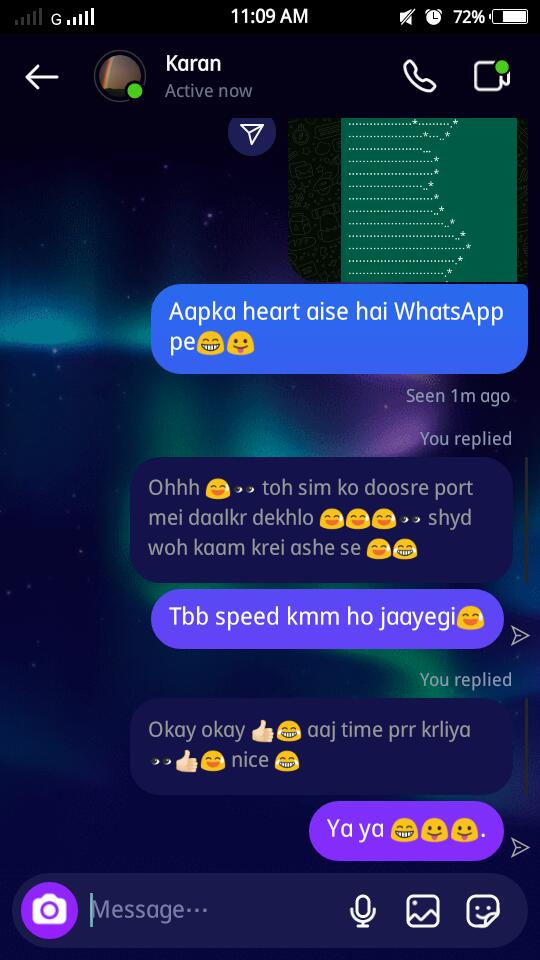 G
11:09 AM
72%
Karan
Active now
Aapka heart aise hai WhatsApp
pe😁😛
Seen 1m ago
You replied
Ohhh 😅👀 toh sim ko doosre port
mei daalkr dekhlo 😅😅😅👀 shyd
woh kaam krei ashe se 😅😂
Tbb speed kmm ho jaayegi😅
You replied
Okay okay 👍🏻😂 aaj time prr krliya
👀👍🏻😅 nice 😂
Ya ya 😁😛😛.
Message···